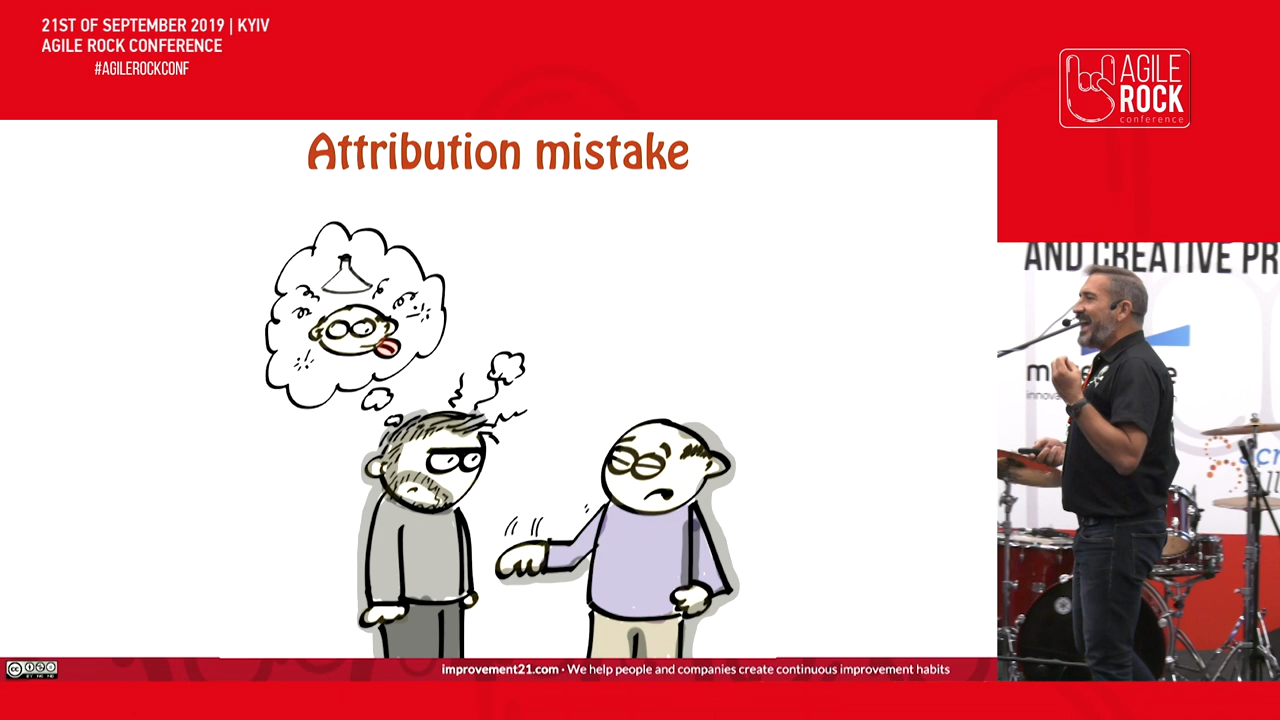 21ST OF SEPTEMBER 2019 | KYIV
AGILE ROCK CONFERENCE
#AGILEROCKCONF
AGILE
ROCK
conference
Attribution mistake
AND CREATIVE PR
improvement21.com · We help people and companies create continuous improvement habits